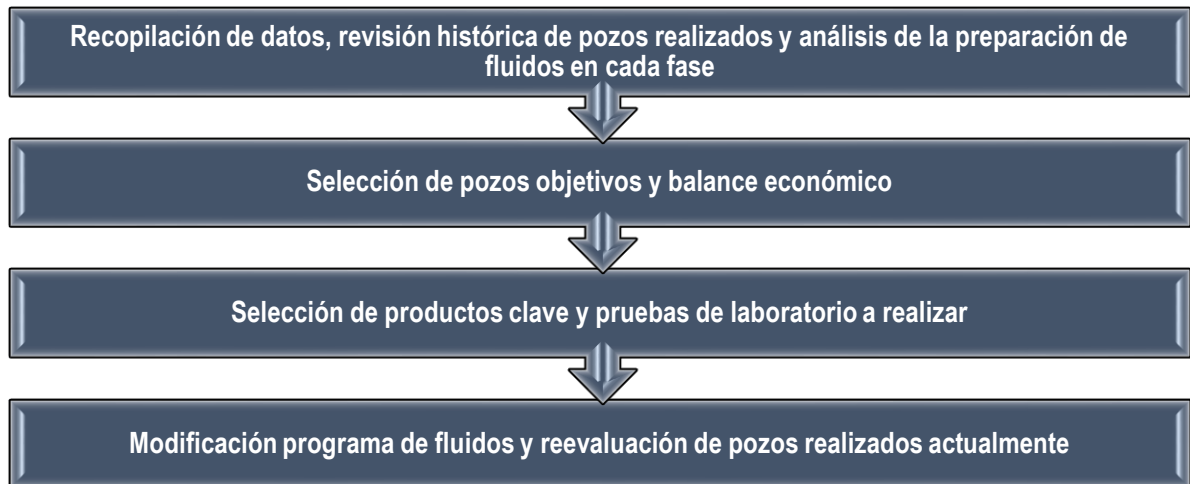 Recopilación de datos, revisión histórica de pozos realizados y análisis de la preparación de
fluidos en cada fase
Selección de pozos objetivos y balance económico
Selección de productos clave y pruebas de laboratorio a realizar
Modificación programa de fluidos y reevaluación de pozos realizados actualmente